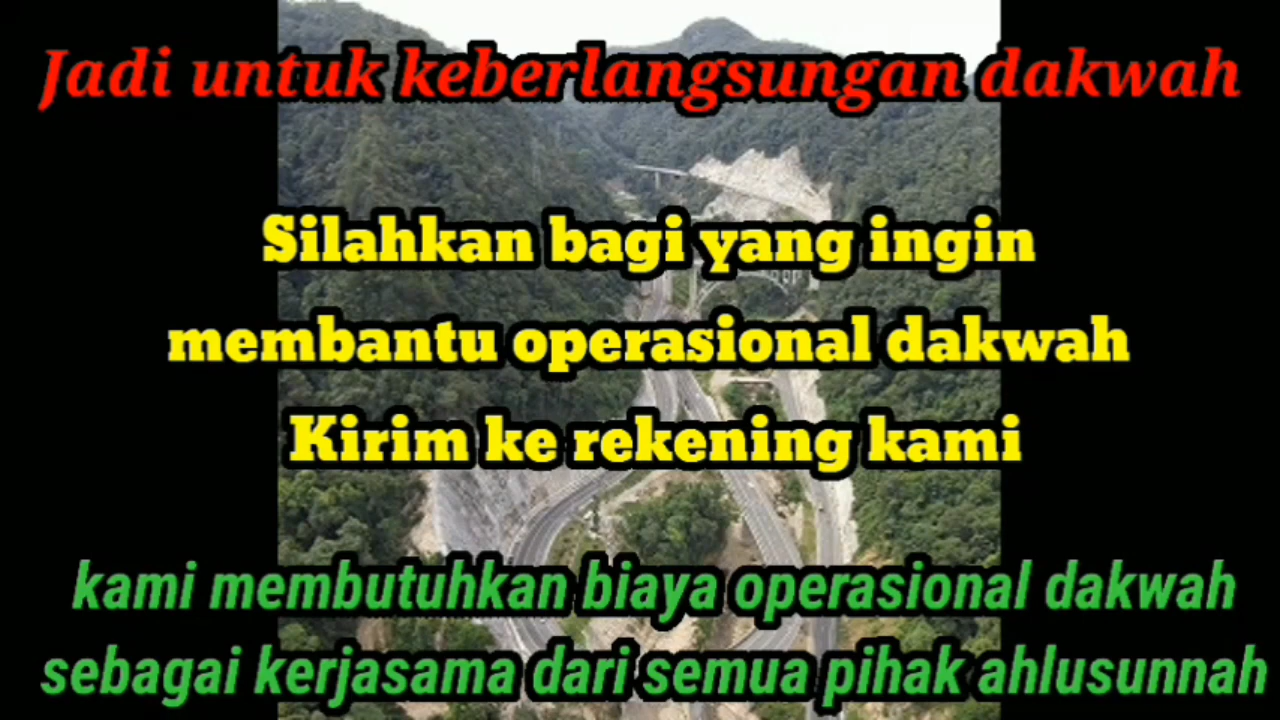 Jadi untuk keberlangsungan dakwah
Silahkan bagi yang ingin
membantu operasional dakwah
Kirim ke rekening kami
kami membutuhkan biaya operasional dakwah
sebagai kerjasama dari semua pihak ahlusunnah